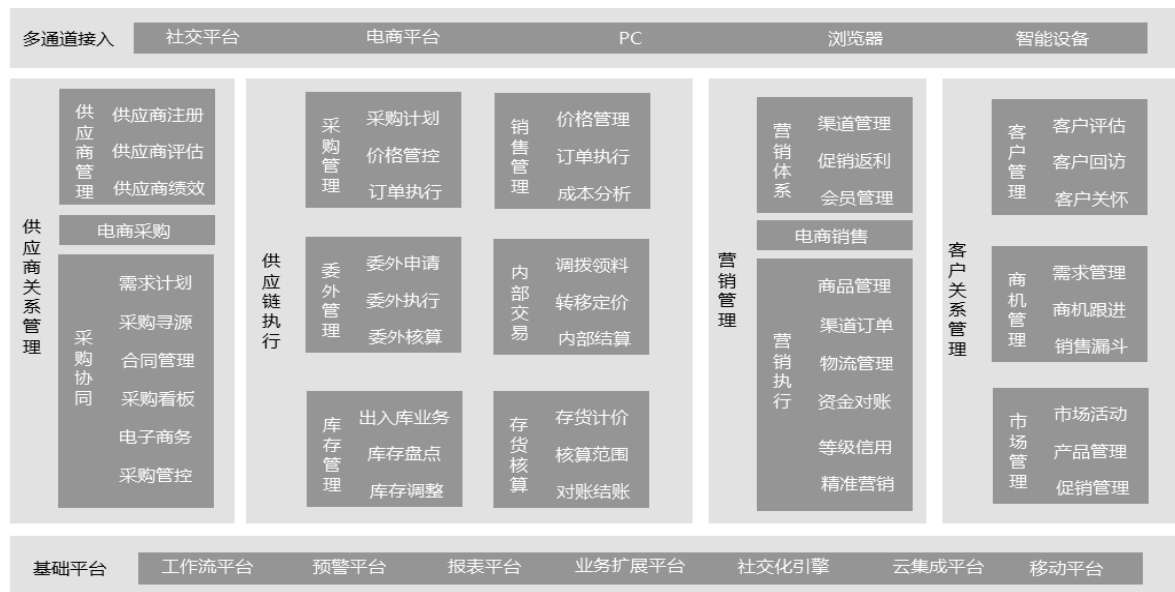 多通道接入 社交平台 电商平台 PC 浏览器 智能设备
供应商关系管理
供应商管理
供应商注册
供应商评估
供应商绩效
电商采购
采购协同
需求计划
采购寻源
合同管理
采购看板
电子商务
采购管控
供应链执行
采购管理
采购计划
价格管控
订单执行
销售管理
价格管理
订单执行
成本分析
委外管理
委外申请
委外执行
委外核算
内部交易
调拨领料
转移定价
内部结算
库存管理
出入库业务
库存盘点
库存调整
存货核算
存货计价
核算范围
对账结账
营销管理
营销体系
渠道管理
促销返利
会员管理
电商销售
营销执行
商品管理
渠道订单
物流管理
资金对账
等级信用
精准营销
客户关系管理
客户管理
客户评估
客户回访
客户关怀
商机管理
需求管理
商机跟进
销售漏斗
市场管理
市场活动
产品管理
促销管理
基础平台 工作流平台 预警平台 报表平台 业务扩展平台 社交化引擎 云集成平台 移动平台